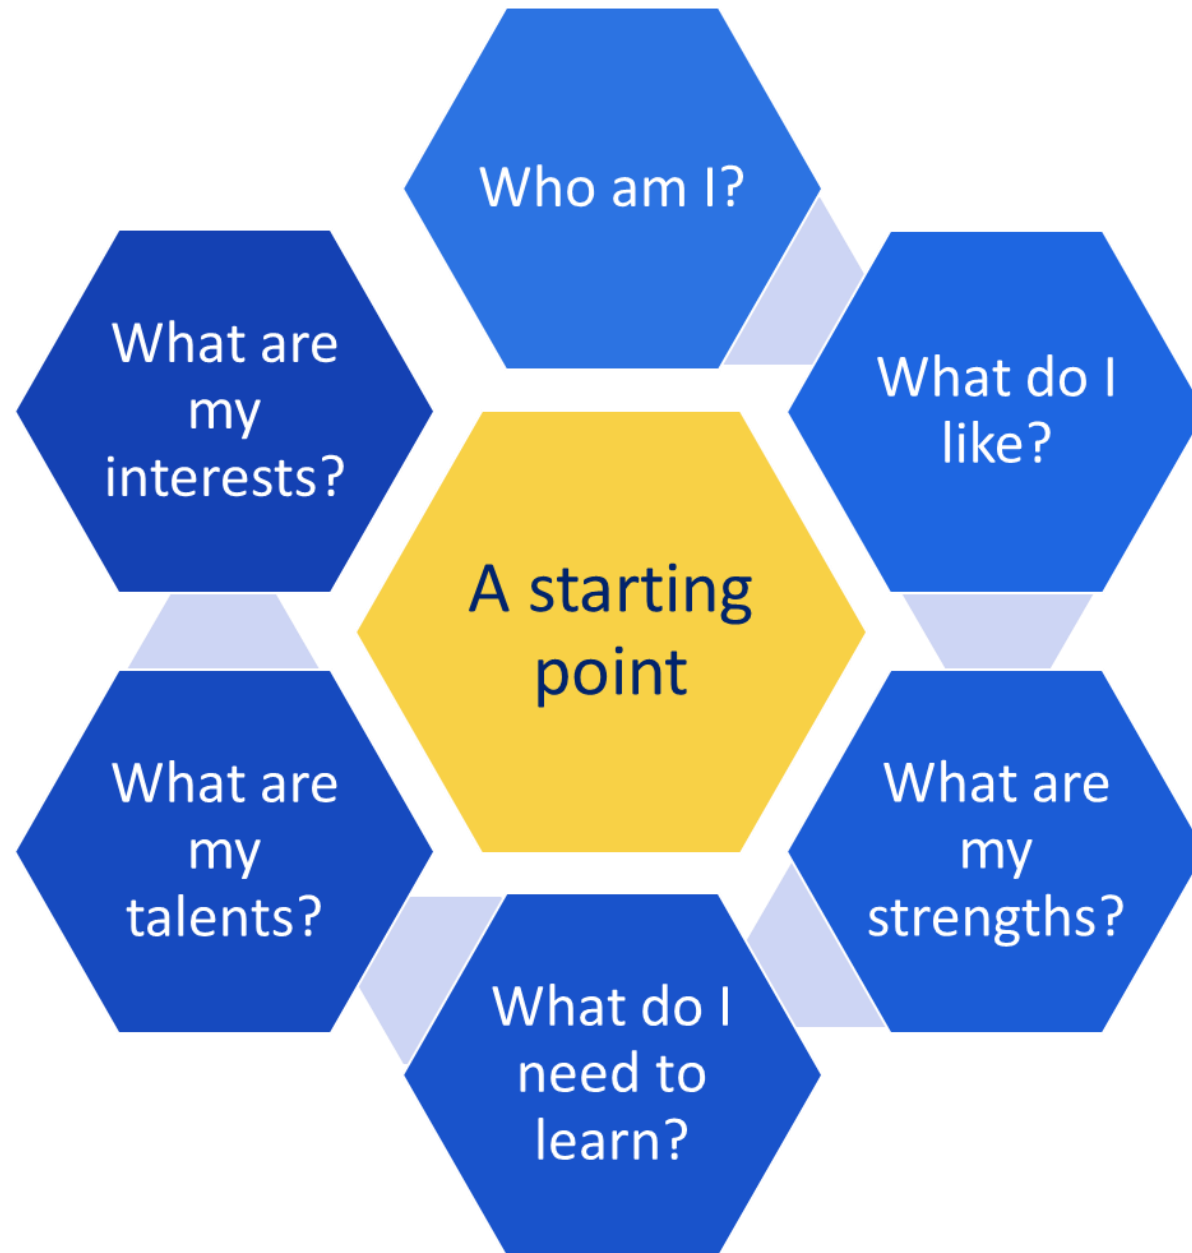 Who am I?
What do I
like?
What are
my
strengths?
What do I
need to
learn?
What are
my
talents?
What are
my
interests?
A starting
point